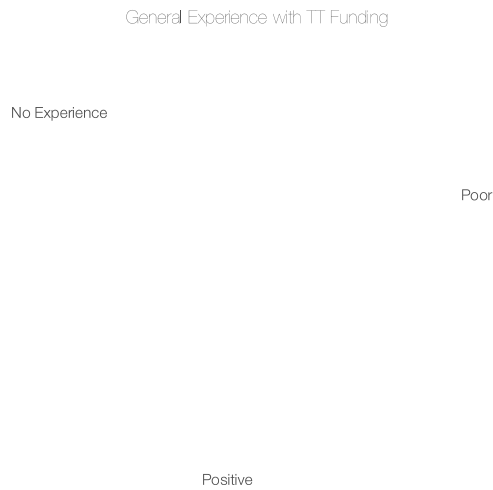 General Experience with TT Funding
No Experience
Poor
Positive